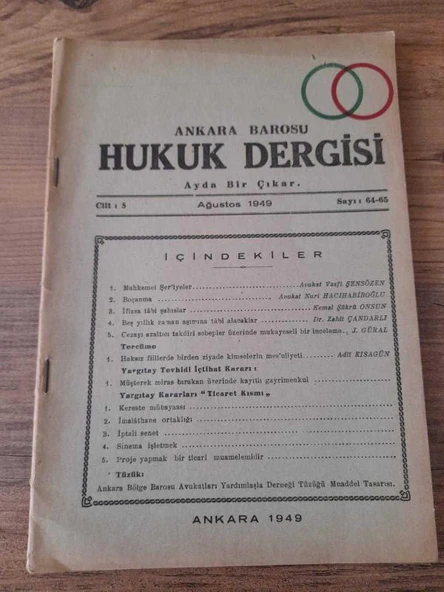 ANKARA BAROSU
HUKUK DERGİSİ
Ayda Bir Çıkar.
Cilt : 5 Ağustos 1949 Sayı : 64-65
İÇİNDEKİLER
1. Mahkemei Şer'iyeler Avukat Vasfi ŞENSÖZEN
2. Boşanma Avukat Nuri HACIHABİBOĞLU
3. İflasa tâbi şahıslar Kemal Şükrü ONSUN
4. Beş yıllık zaman aşımına tâbi alacaklar Dr. Zahit ÇANDARLI
5. Cezayı azaltan takdiri sebepler üzerinde mukayeseli bir inceleme.. J. GÜRAL
Tercüme
1. Haksız fiillerde birden ziyade kimselerin mes'uliyeti Adil KISAGÜN
Yargıtay Tevhidi İçtihat Kararı :
1. Müşterek miras bırakan üzerinde kayıtlı gayrimenkul
Yargıtay Kararları "Ticaret Kısmı"
1. Kereste mübayaası
2. İmalâthane ortaklığı
3. İptali senet
4. Sinema işletmek
5. Proje yapmak bir ticari muamelemidir
Tüzük:
Ankara Bölge Barosu Avukatları Yardımlaşma Derneği Tüzüğü Muaddel Tasarısı.
ANKARA 1949